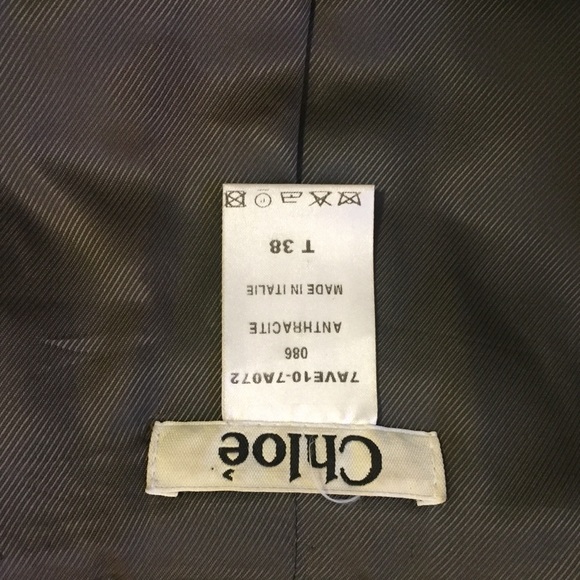 Chloé
7AVE10-7A072
086
ANTHRACITE
MADE IN ITALIE
T 38